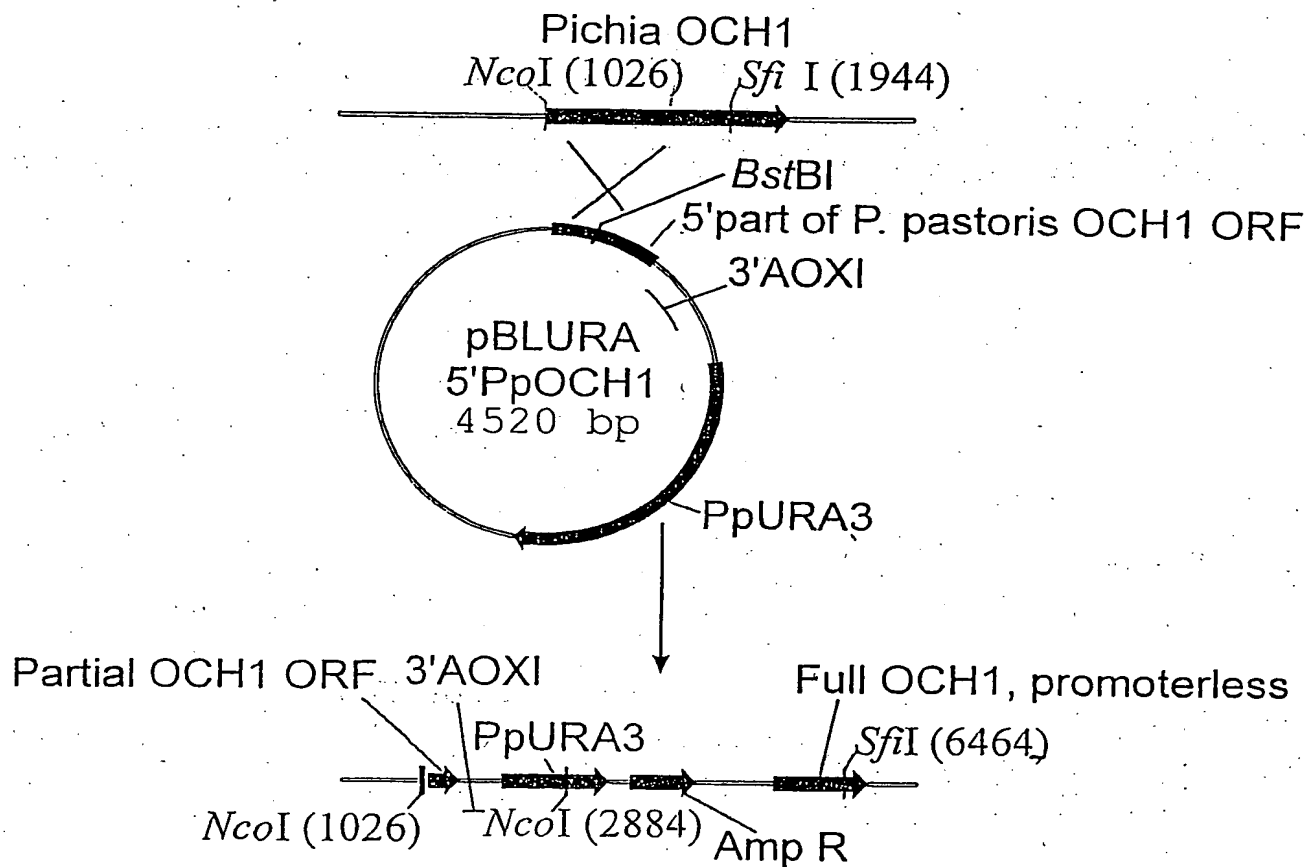 Pichia OCH1
NcoI (1026) Sfi I (1944)
BstBI
5'part of P. pastoris OCH1 ORF
3'AOXI
pBLURA
5'PpOCH1
4520 bp
PpURA3
Partial OCH1 ORF 3'AOXI Full OCH1, promoterless
PpURA3 SfiI (6464)
NcoI (1026) NcoI (2884) Amp R